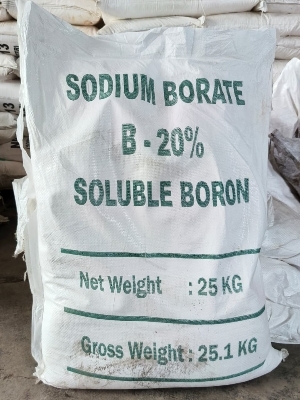 SODIUM BORATE
B - 20%
SOLUBLE BORON
Net Weight : 25 KG
Gross Weight : 25.1 KG